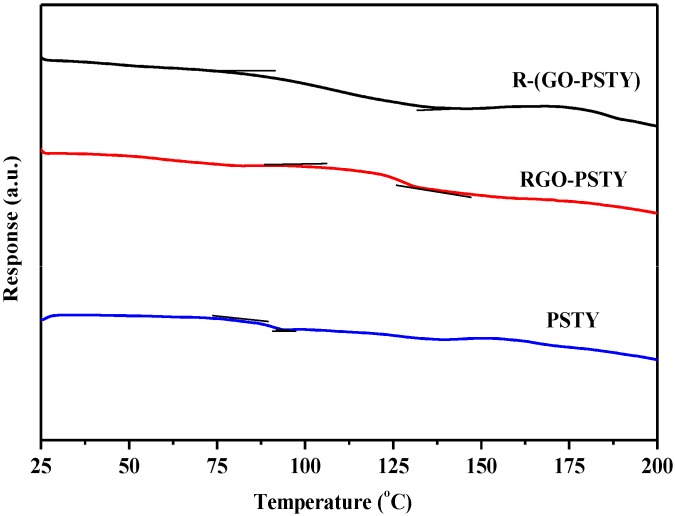 R-(GO-PSTY)
RGO-PSTY
PSTY
Response (a.u.)
25 50 75 100 125 150 175 200
Temperature (°C)